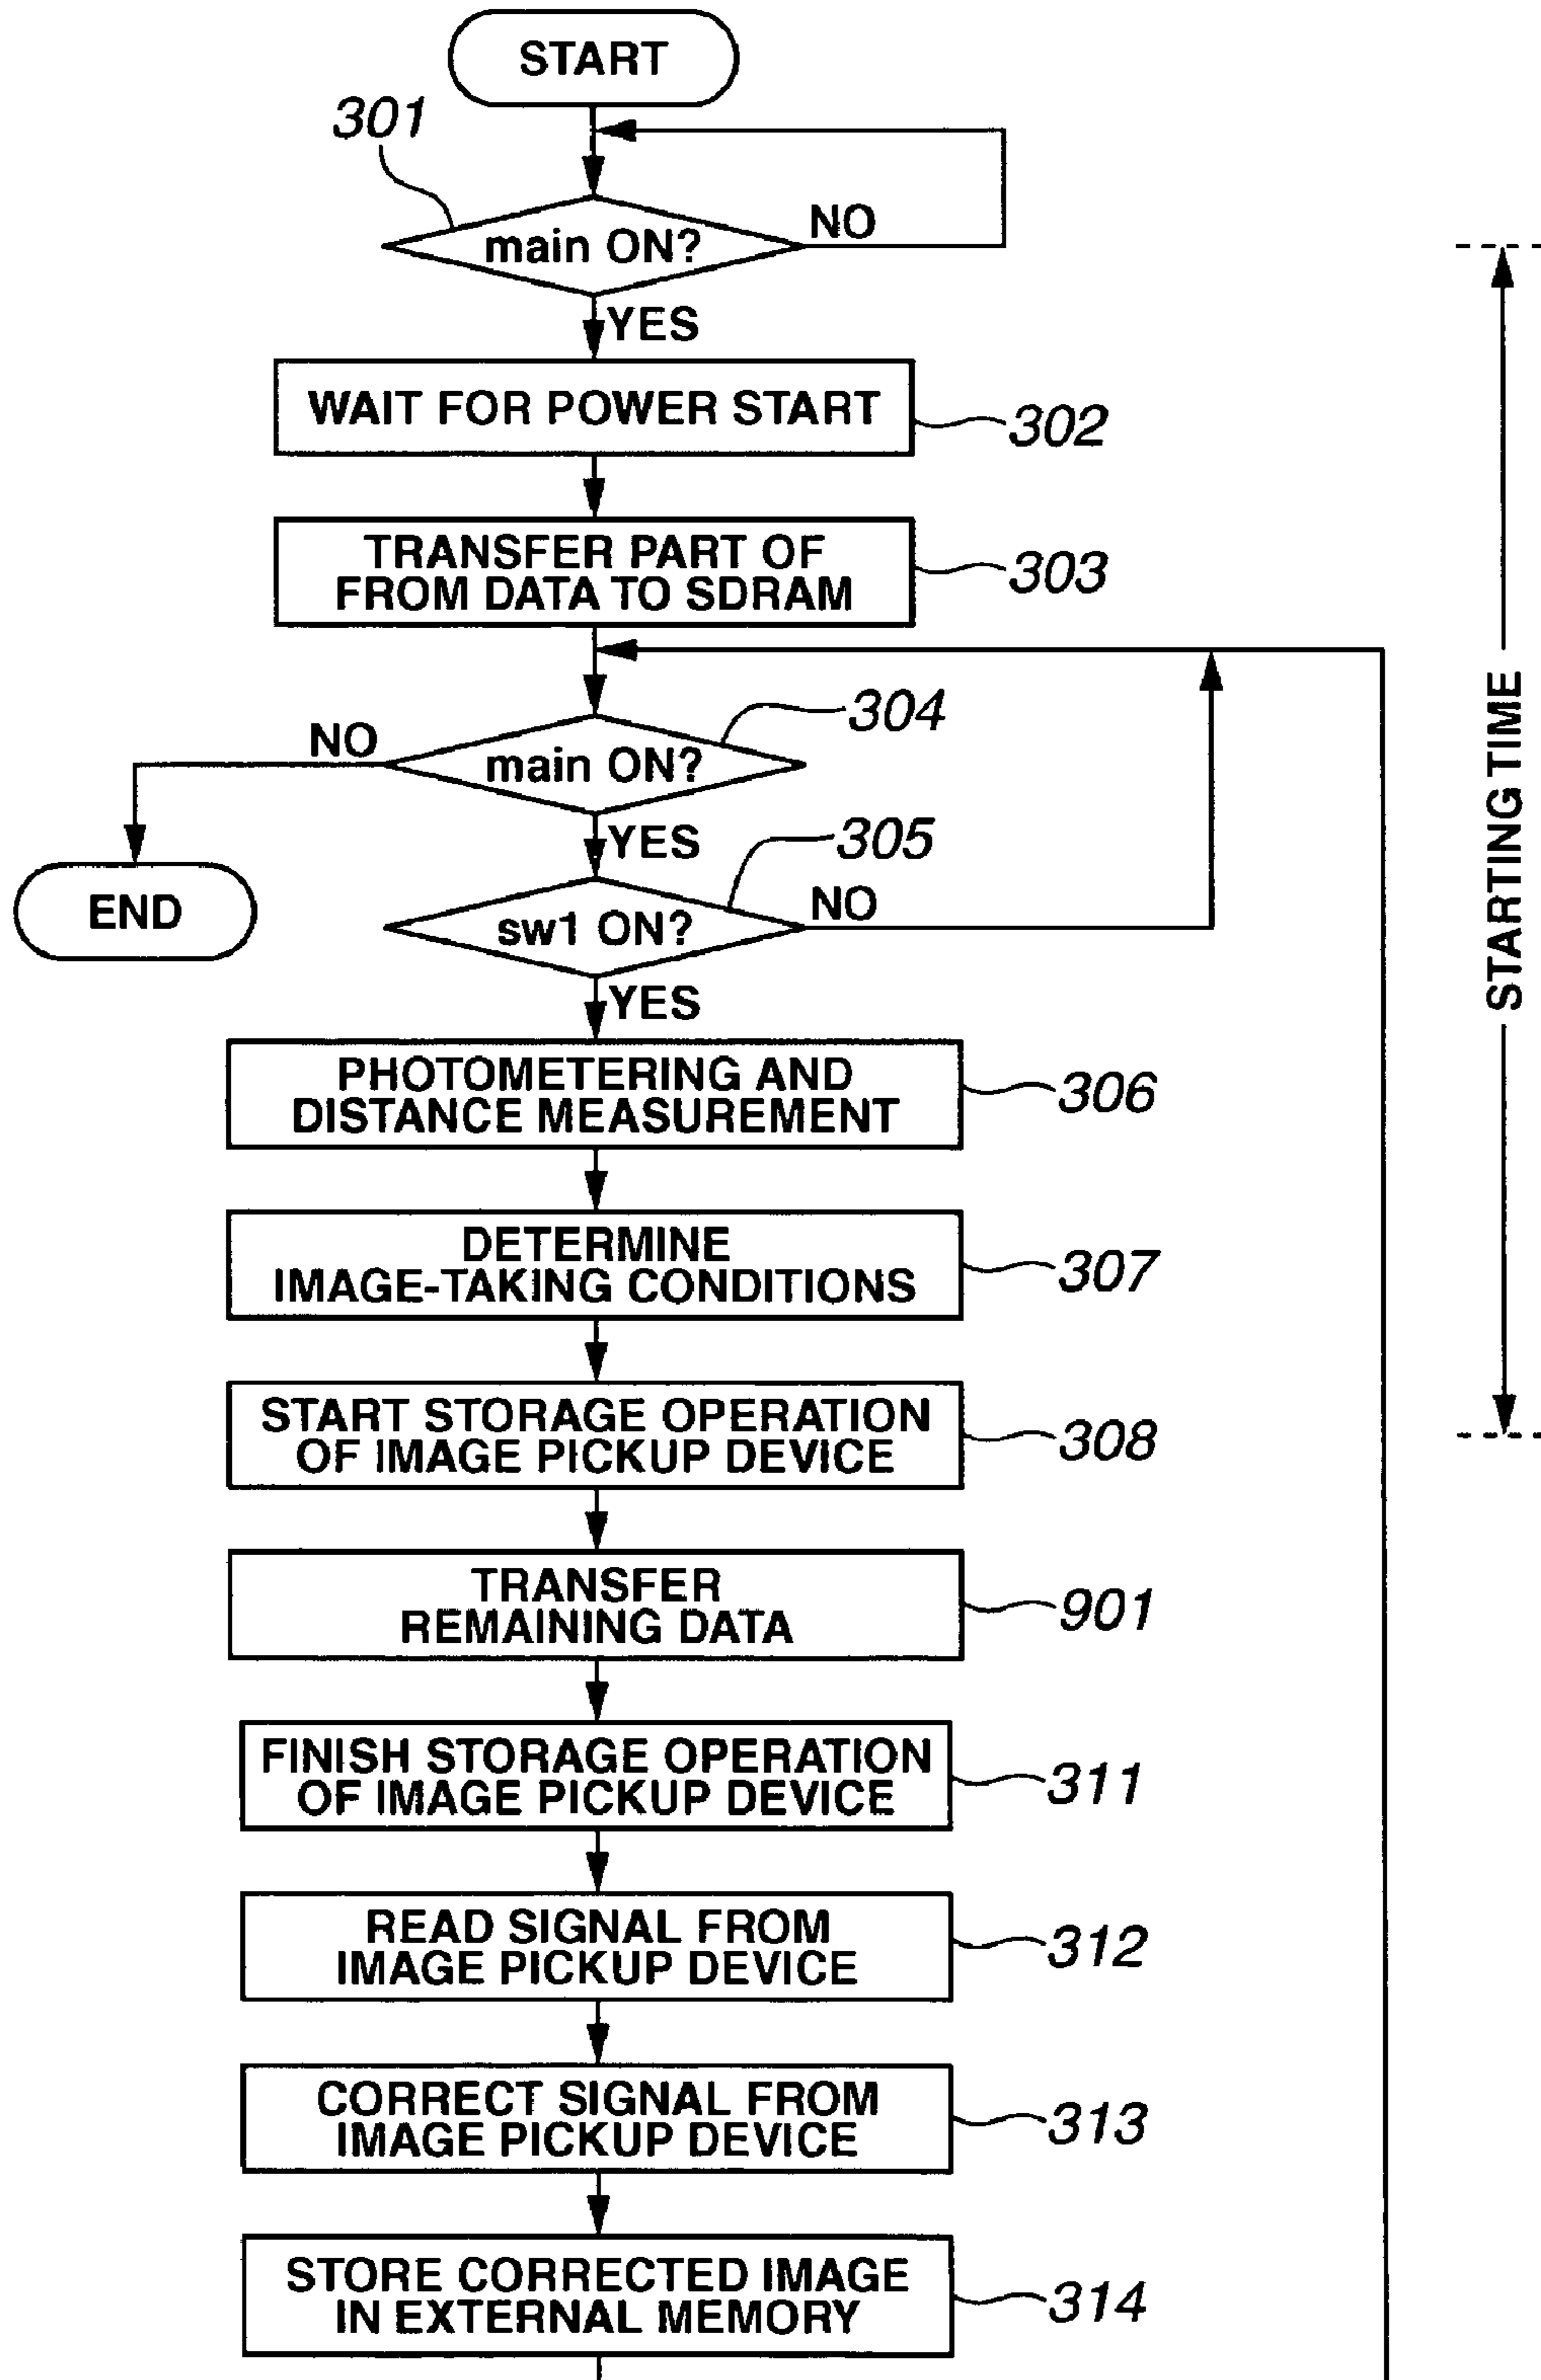 START
301
main ON?
NO
YES
WAIT FOR POWER START
302
TRANSFER PART OF
FROM DATA TO SDRAM
303
304
NO
main ON?
YES
305
END
sw1 ON?
NO
YES
STARTING TIME
PHOTOMETERING AND
DISTANCE MEASUREMENT
306
DETERMINE
IMAGE-TAKING CONDITIONS
307
START STORAGE OPERATION
OF IMAGE PICKUP DEVICE
308
TRANSFER
REMAINING DATA
901
FINISH STORAGE OPERATION
OF IMAGE PICKUP DEVICE
311
READ SIGNAL FROM
IMAGE PICKUP DEVICE
312
CORRECT SIGNAL FROM
IMAGE PICKUP DEVICE
313
STORE CORRECTED IMAGE
IN EXTERNAL MEMORY
314